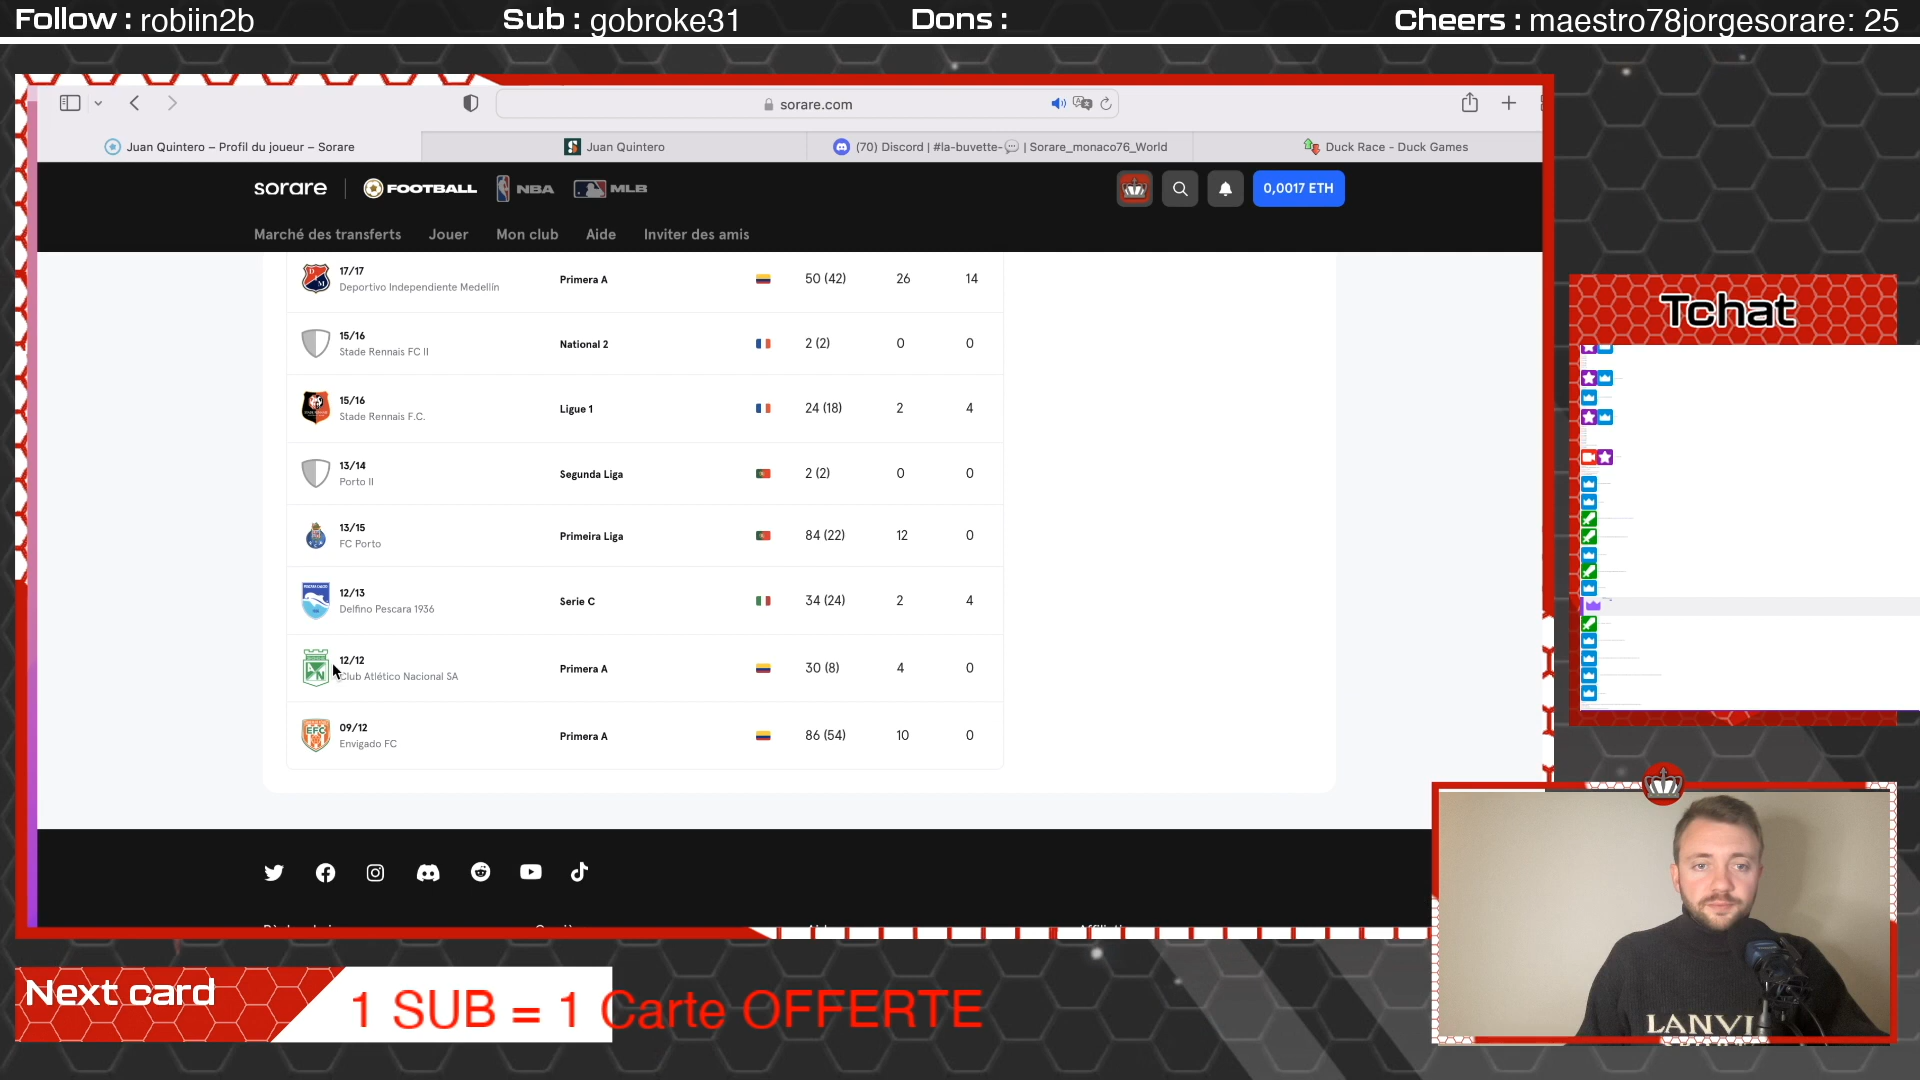 Follow : robiin2b
Sub : gobroke31
Dons :
Cheers : maestro78jorgesorare: 25
sorare.com
Juan Quintero – Profil du joueur – Sorare
Juan Quintero
(70) Discord | #la-buvette-💬 | Sorare_monaco76_World
Duck Race - Duck Games
sorare
FOOTBALL
NBA
MLB
0,0017 ETH
Marché des transferts
Jouer
Mon club
Aide
Inviter des amis
17/17
Deportivo Independiente Medellín
Primera A
50 (42)
26
14
15/16
Stade Rennais FC II
National 2
2 (2)
0
0
15/16
Stade Rennais F.C.
Ligue 1
24 (18)
2
4
13/14
Porto II
Segunda Liga
2 (2)
0
0
13/15
FC Porto
Primeira Liga
84 (22)
12
0
12/13
Delfino Pescara 1936
Serie C
34 (24)
2
4
12/12
Club Atlético Nacional SA
Primera A
30 (8)
4
0
09/12
Envigado FC
Primera A
86 (54)
10
0
Tchat
LANVI
Next card
1 SUB = 1 Carte OFFERTE